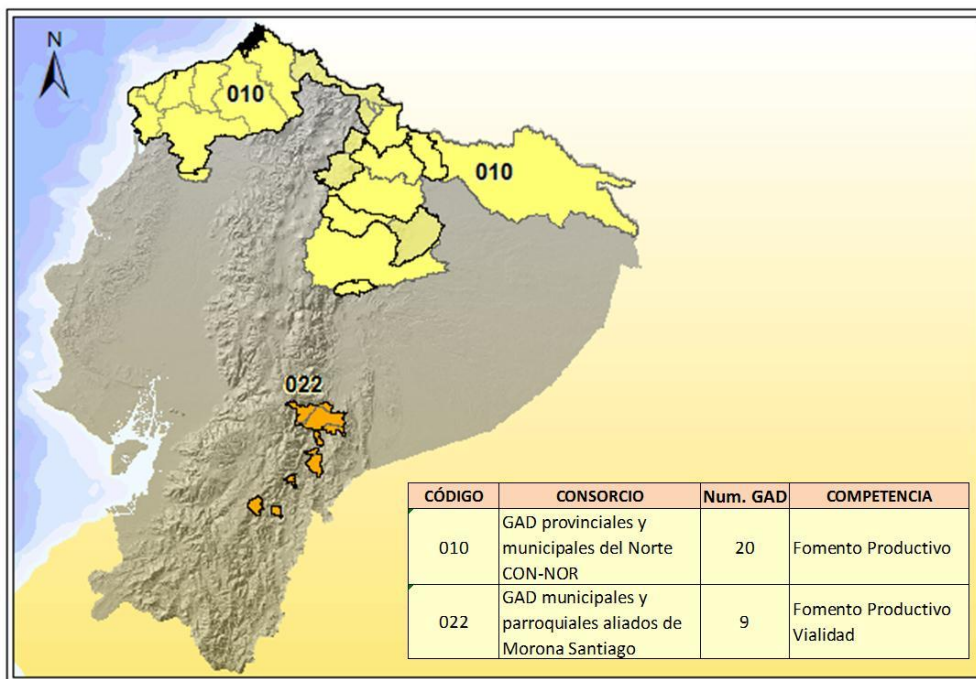 N
010
010
022
CÓDIGO CONSORCIO Num. GAD COMPETENCIA
010 GAD provinciales y municipales del Norte CON-NOR 20 Fomento Productivo
022 GAD municipales y parroquiales aliados de Morona Santiago 9 Fomento Productivo Vialidad